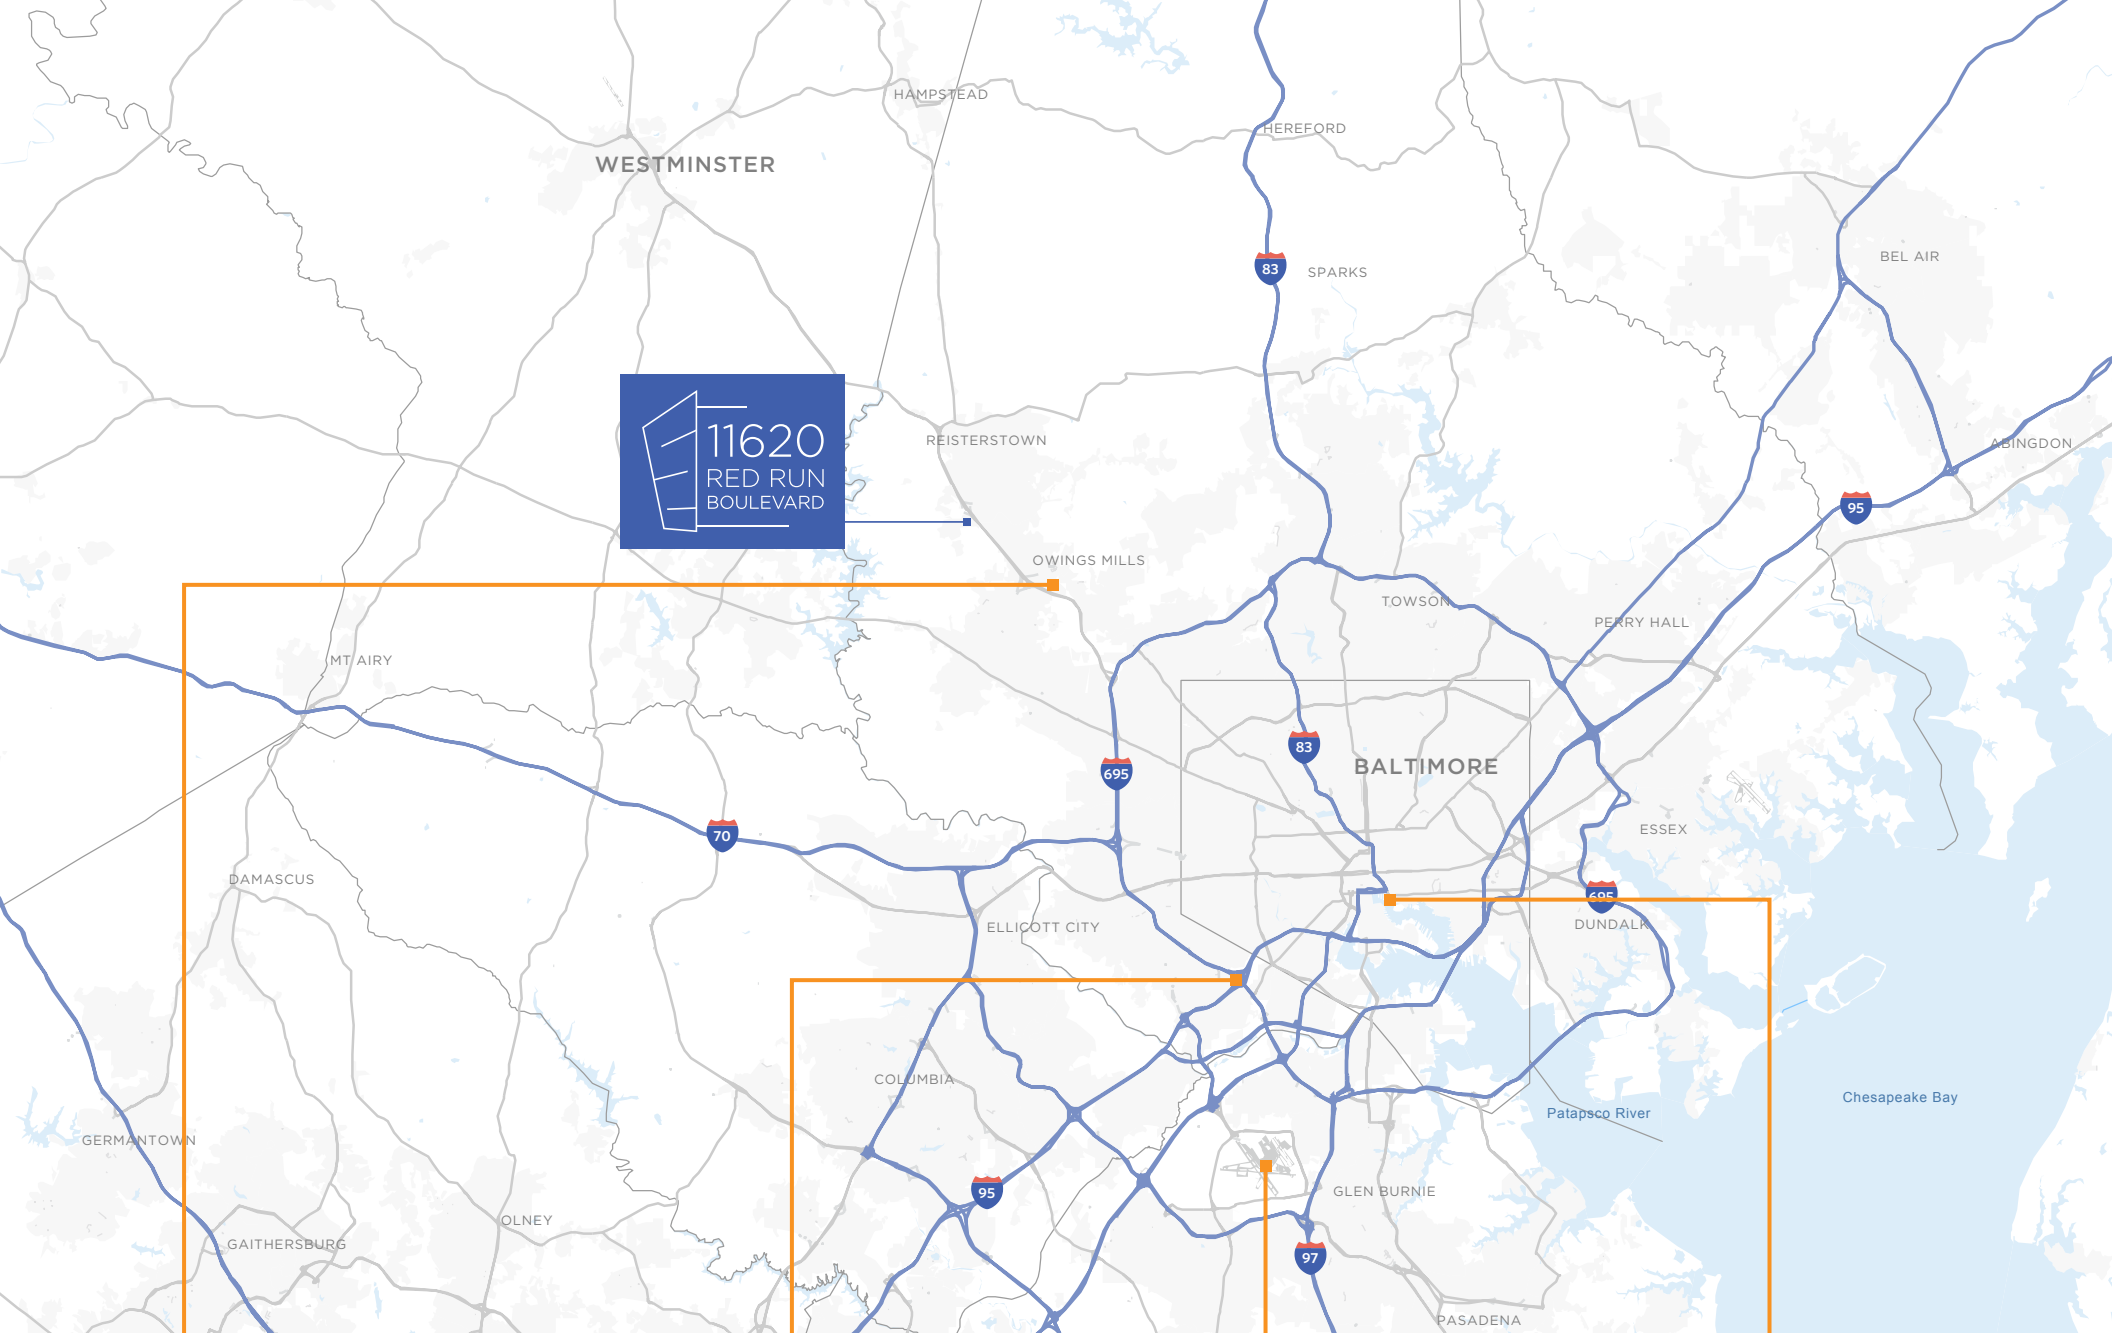 HAMPSTEAD
HEREFORD
WESTMINSTER
BEL AIR
83
SPARKS
11620
RED RUN
BOULEVARD
REISTERSTOWN
ABINGDON
95
OWINGS MILLS
TOWSON
PERRY HALL
MT AIRY
83
BALTIMORE
695
70
ESSEX
DAMASCUS
695
DUNDALK
ELLICOTT CITY
COLUMBIA
Chesapeake Bay
Patapsco River
GERMANTOWN
95
GLEN BURNIE
OLNEY
GAITHERSBURG
97
PASADENA